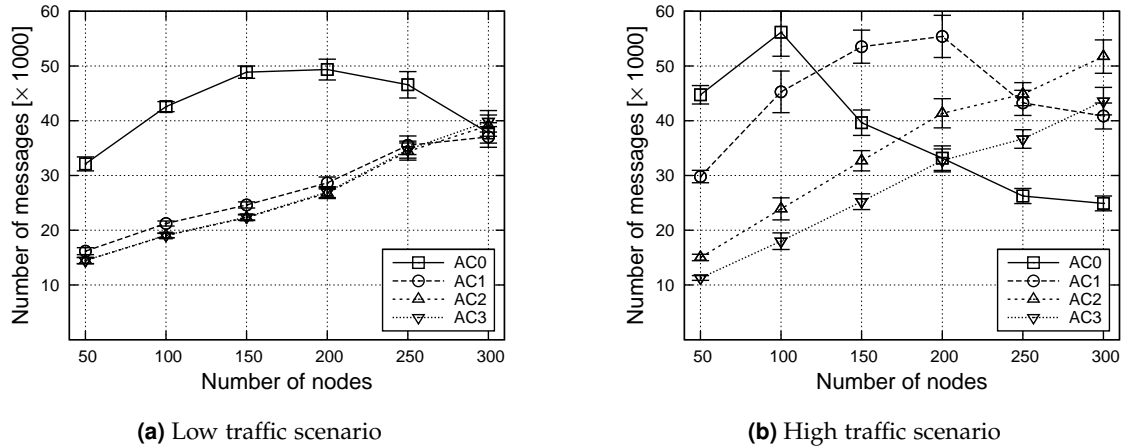 Number of messages [× 1000]
60
50
40
30
20
10
AC0
AC1
AC2
AC3
50 100 150 200 250 300
Number of nodes
(a) Low traffic scenario
Number of messages [× 1000]
60
50
40
30
20
10
AC0
AC1
AC2
AC3
50 100 150 200 250 300
Number of nodes
(b) High traffic scenario